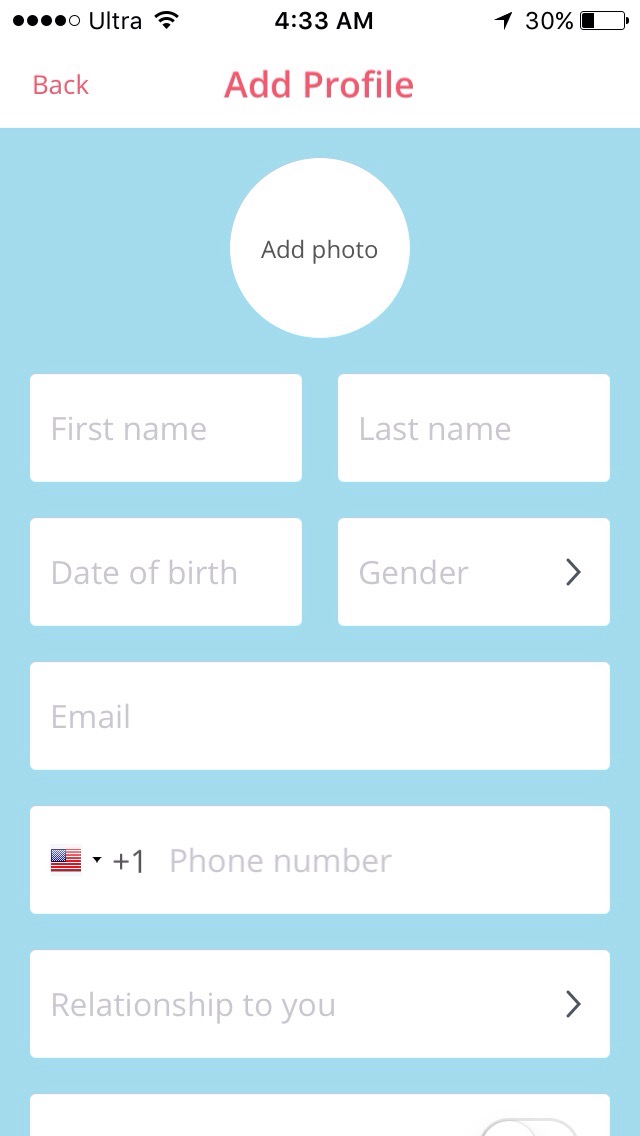 Ultra 4:33 AM 30%
Back Add Profile
Add photo
First name Last name
Date of birth Gender
Email
+1 Phone number
Relationship to you